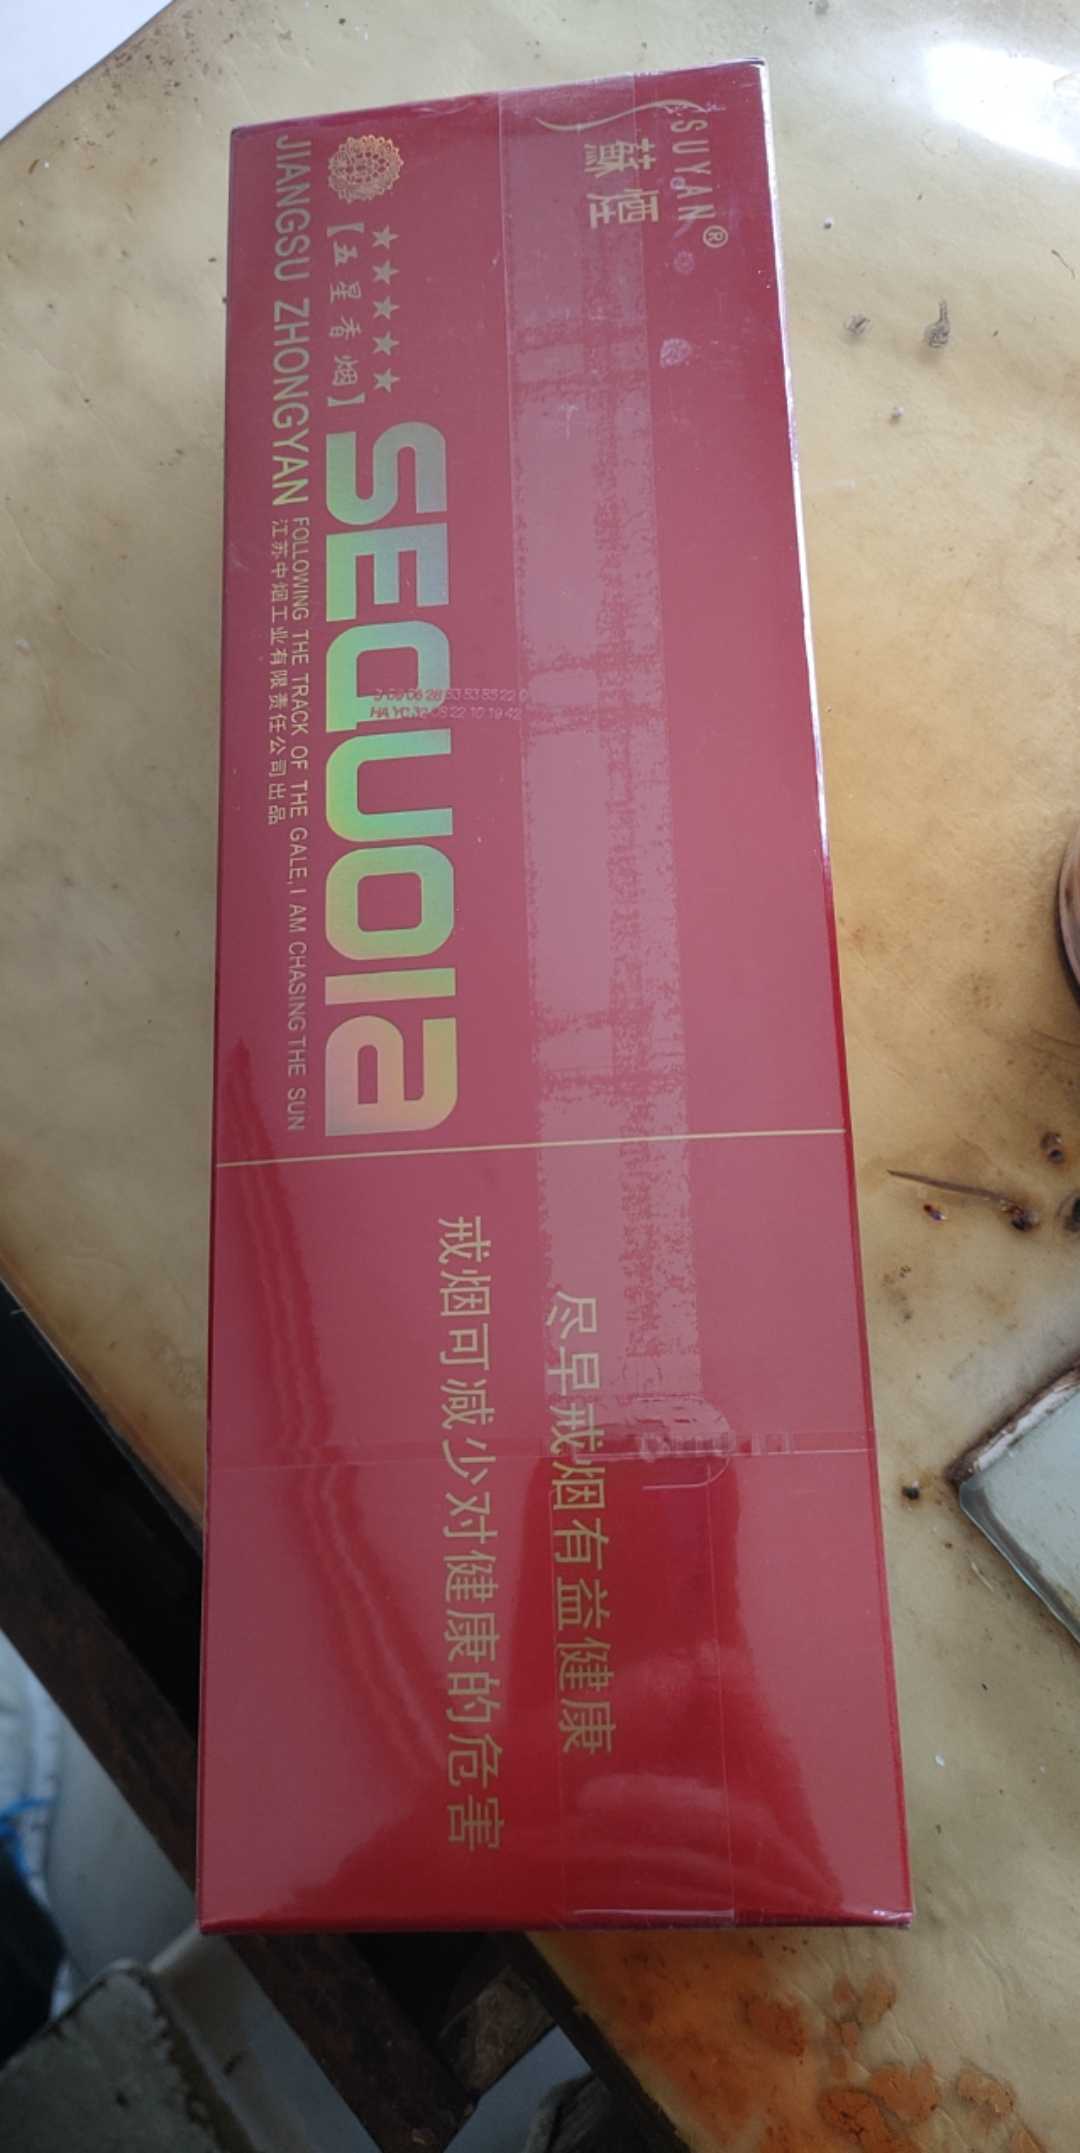 SUYAN®
蘇煙
★★★★★
【五星香烟】
SEQUOIA
JIANGSU ZHONGYAN
FOLLOWING THE TRACK OF THE GALE, I AM CHASING THE SUN
江苏中烟工业有限责任公司出品
尽早戒烟有益健康
戒烟可减少对健康的危害